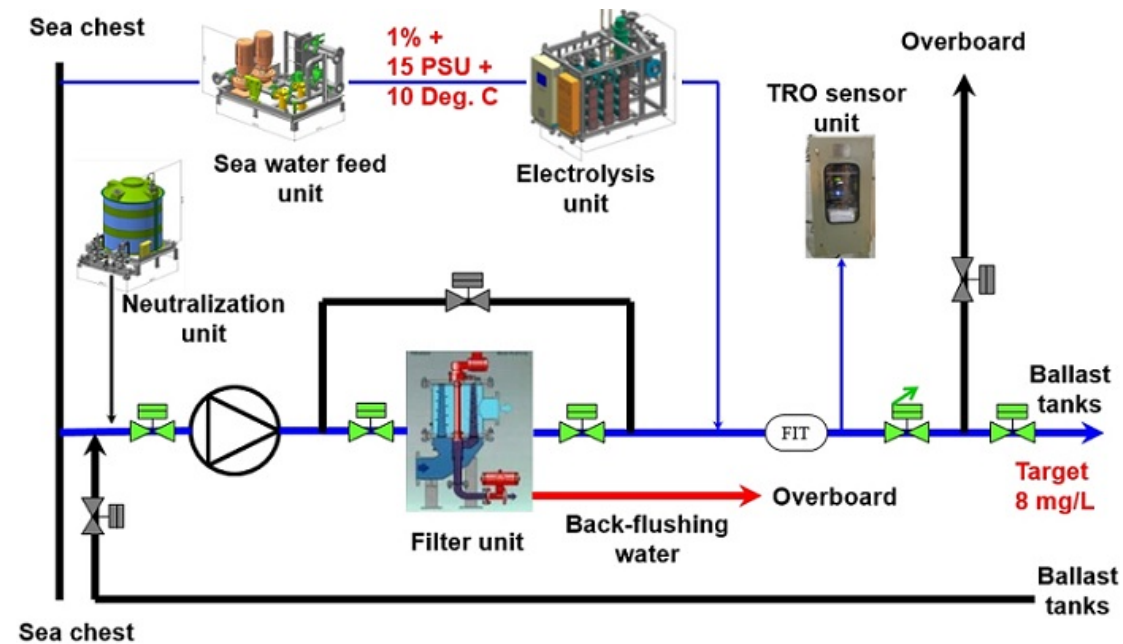 Sea chest
1% +
15 PSU +
10 Deg. C
Overboard
TRO sensor
unit
Sea water feed
unit
Electrolysis
unit
Neutralization
unit
Ballast
tanks
FIT
Target
8 mg/L
Overboard
Back-flushing
water
Filter unit
Ballast
tanks
Sea chest